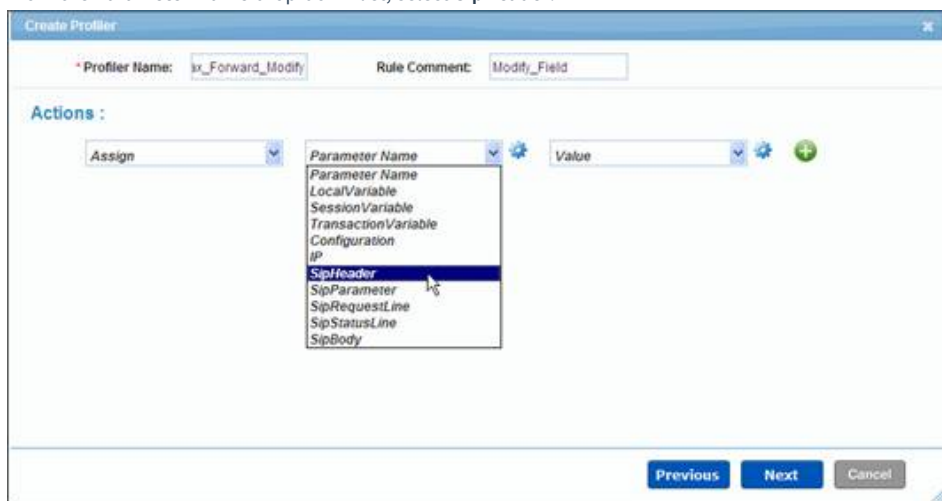 Create Profiler
* Profiler Name: ax_Forward_Modify Rule Comment: Modify_Field
Actions :
Assign Parameter Name Value
Parameter Name
LocalVariable
SessionVariable
TransactionVariable
Configuration
IP
SipHeader
SipParameter
SipRequestLine
SipStatusLine
SipBody
Previous Next Cancel